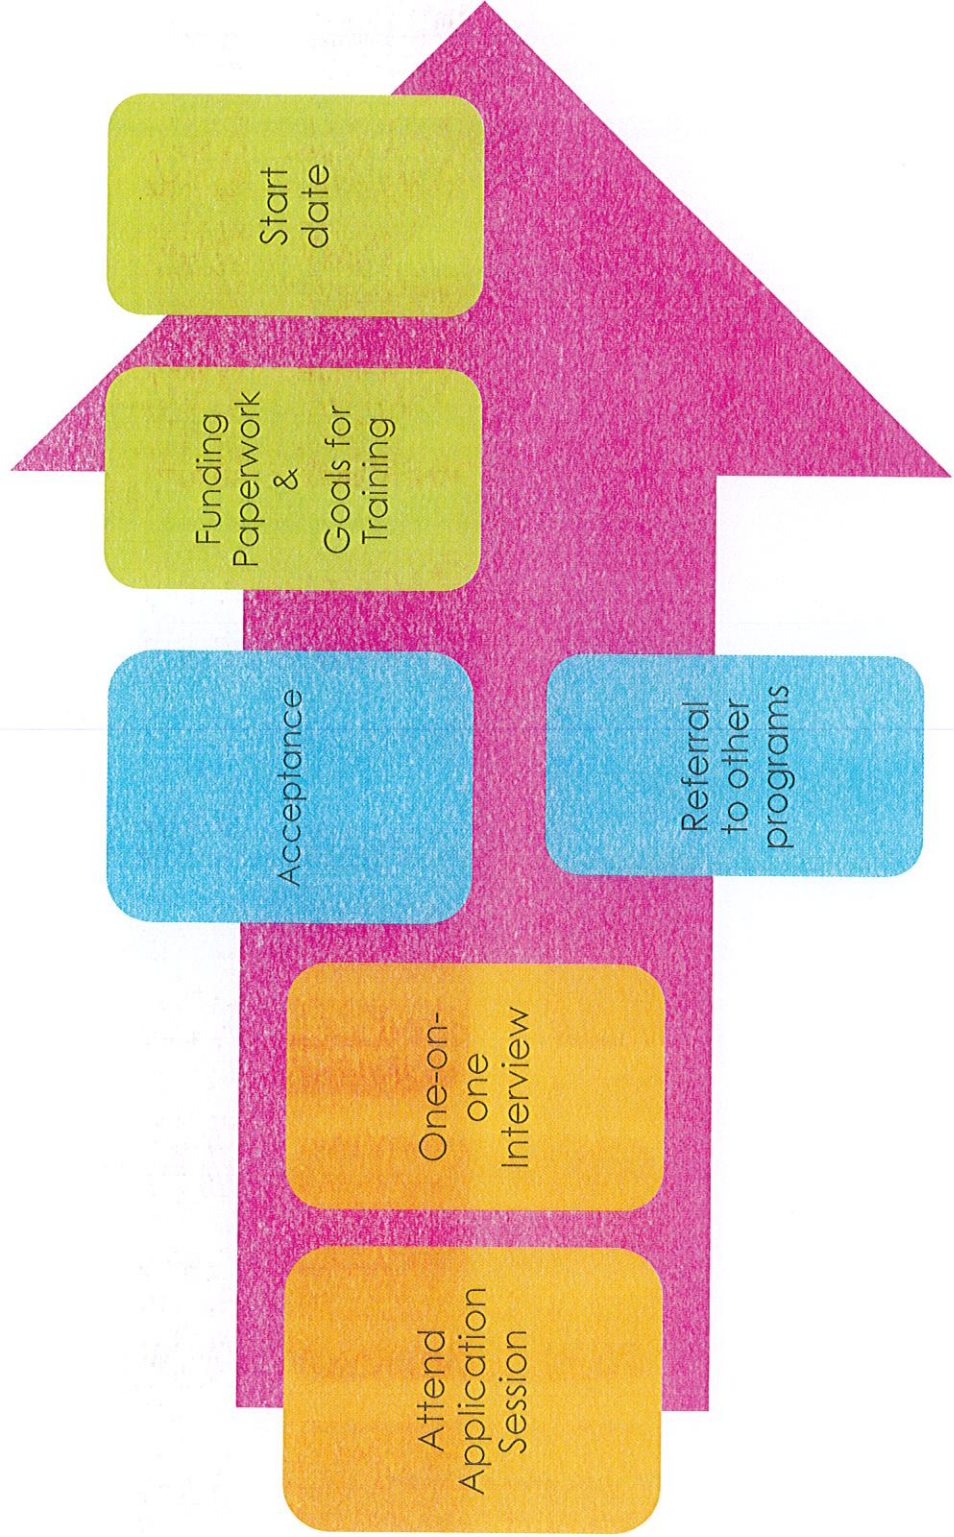 Attend
Application
Session
One-on-
one
Interview
Acceptance
Referral
to other
programs
Funding
Paperwork
&
Goals for
Training
Start
date